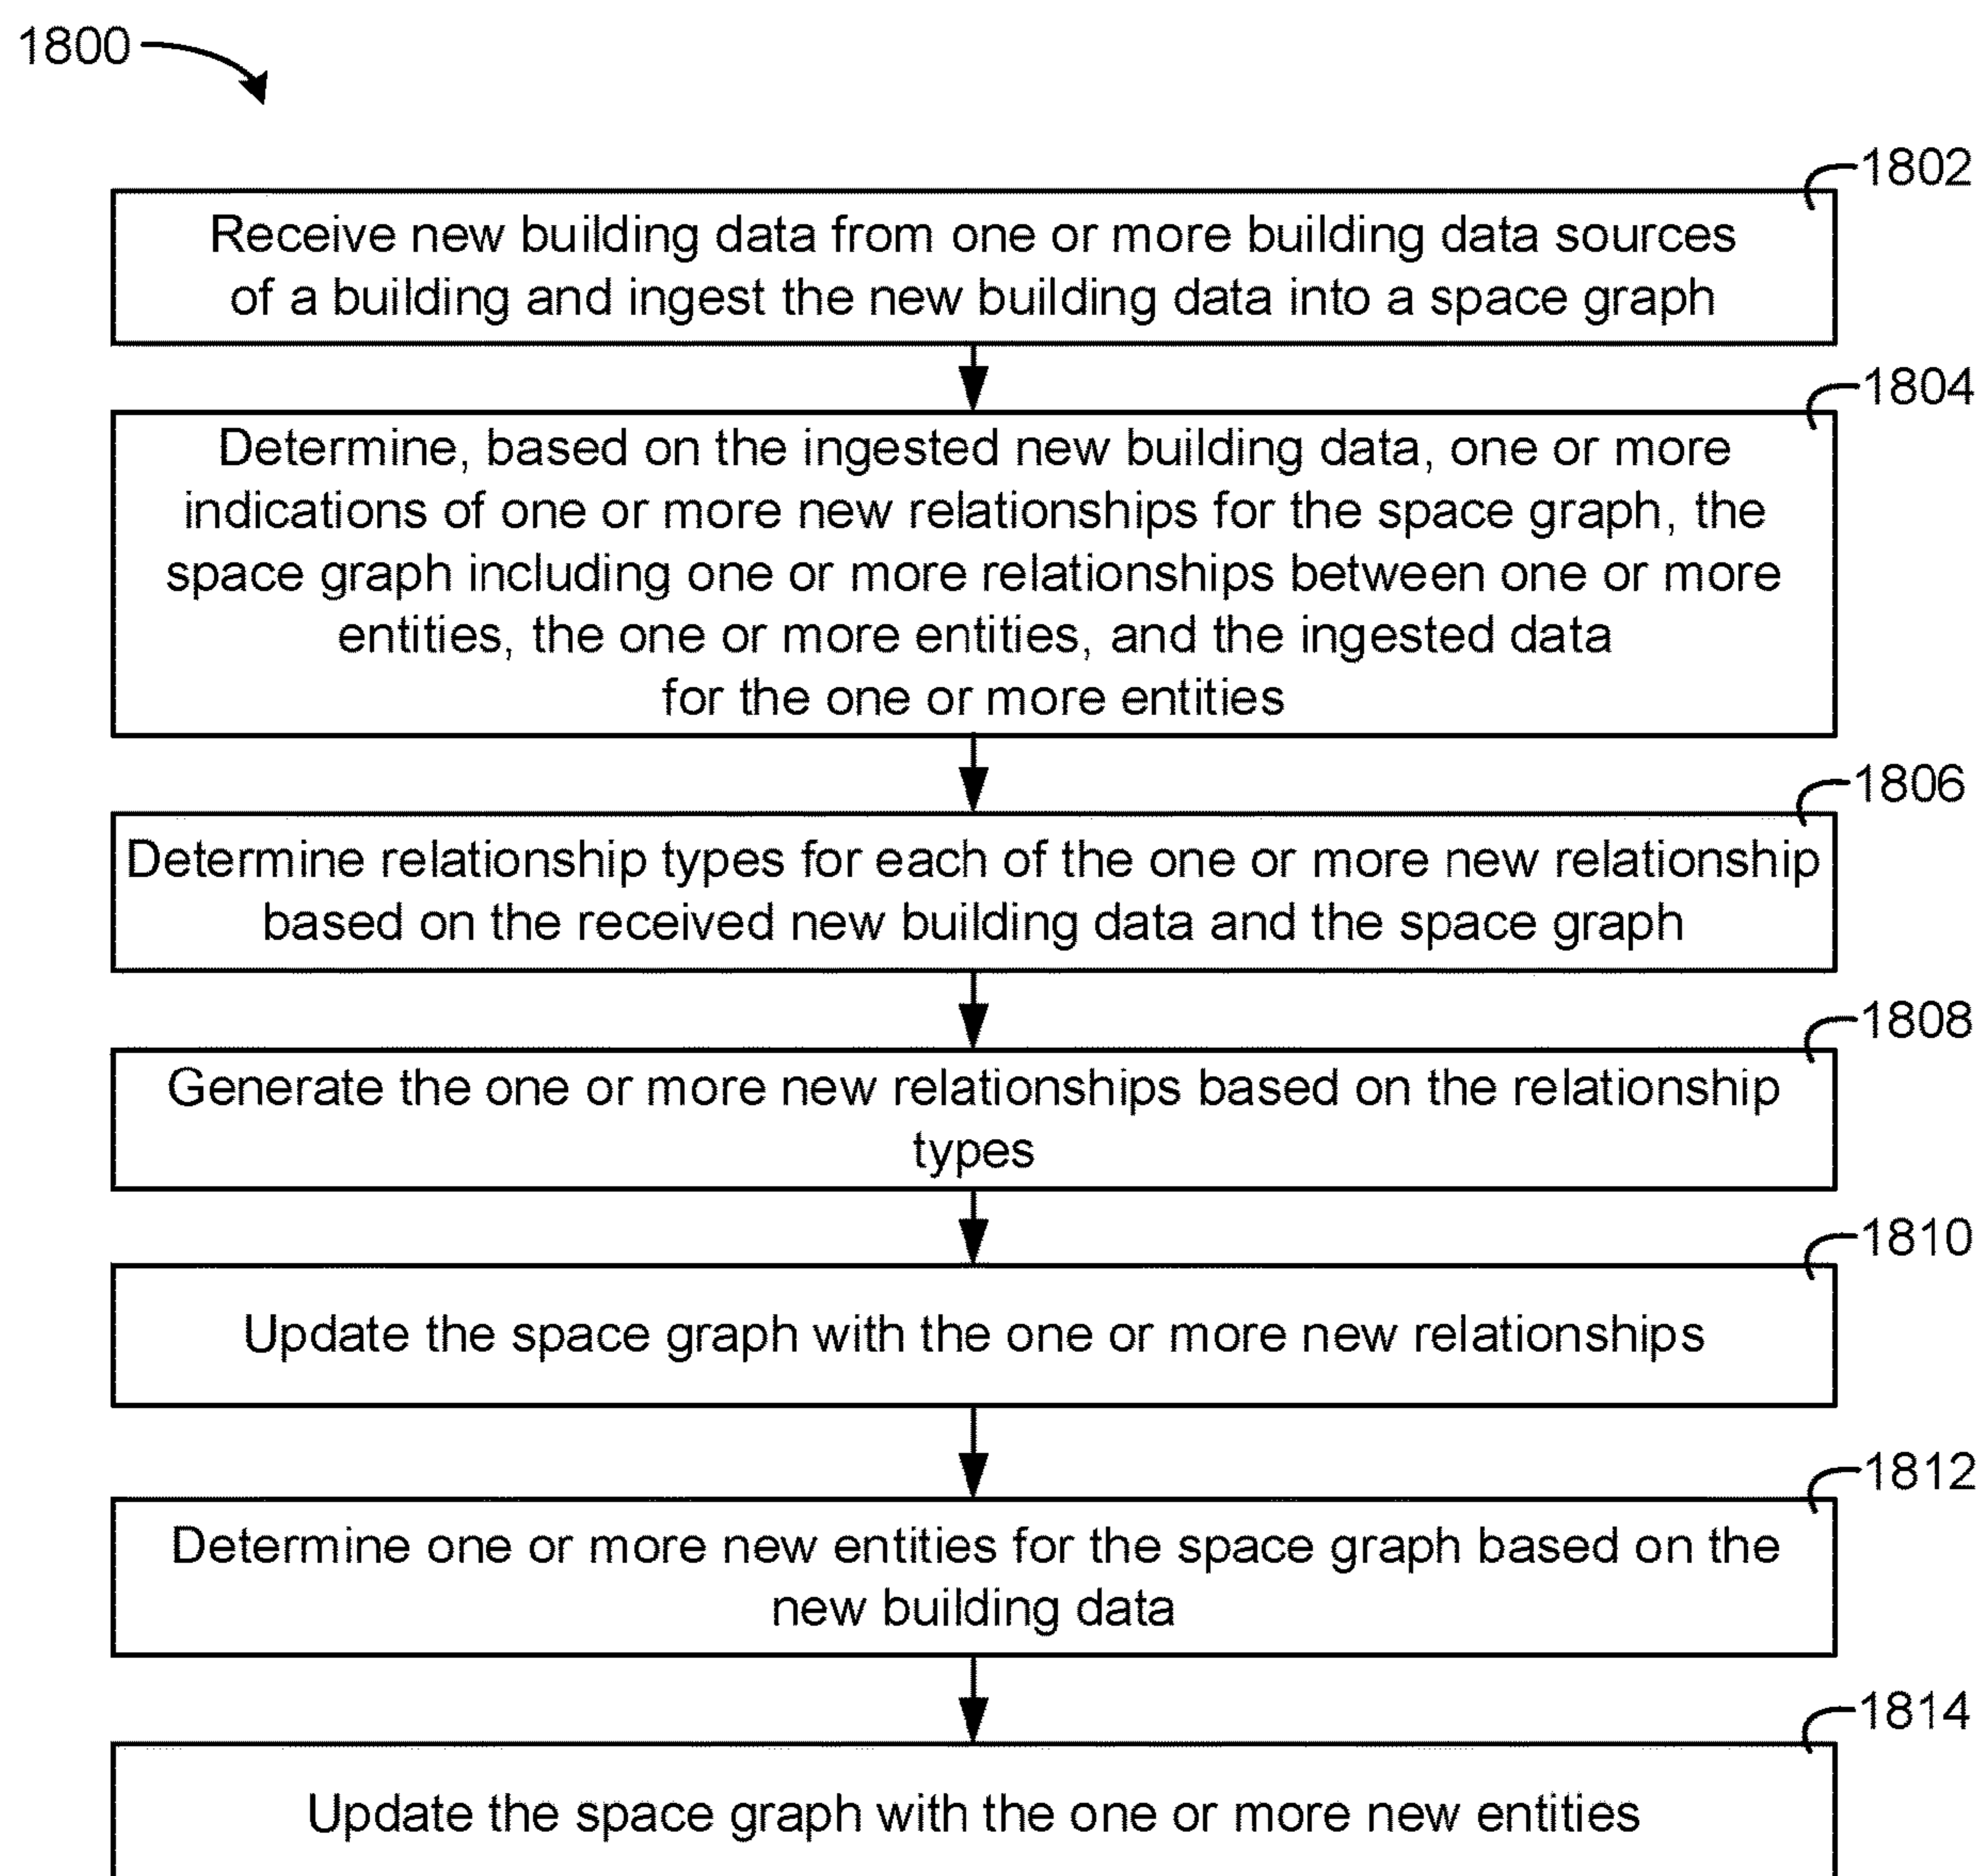 1800
1802
Receive new building data from one or more building data sources
of a building and ingest the new building data into a space graph
1804
Determine, based on the ingested new building data, one or more
indications of one or more new relationships for the space graph, the
space graph including one or more relationships between one or more
entities, the one or more entities, and the ingested data
for the one or more entities
1806
Determine relationship types for each of the one or more new relationship
based on the received new building data and the space graph
1808
Generate the one or more new relationships based on the relationship
types
1810
Update the space graph with the one or more new relationships
1812
Determine one or more new entities for the space graph based on the
new building data
1814
Update the space graph with the one or more new entities